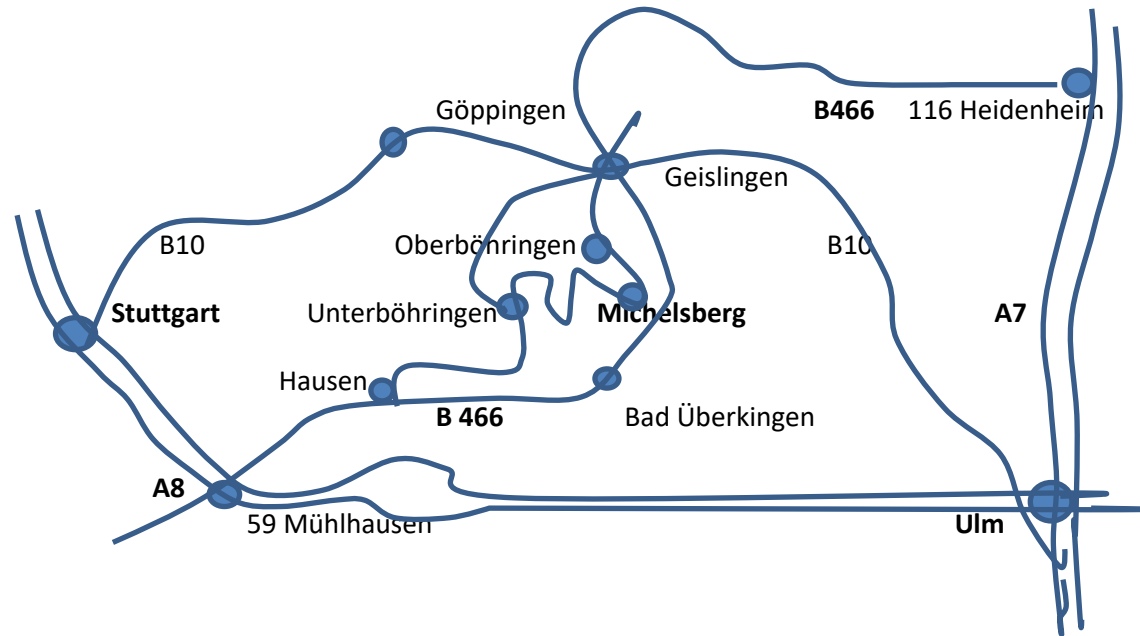 Göppingen
B466 116 Heidenheim
Geislingen
B10
Oberböhringen
B10
Stuttgart
Unterböhringen
Michelsberg
A7
Hausen
B 466
Bad Überkingen
A8
59 Mühlhausen
Ulm